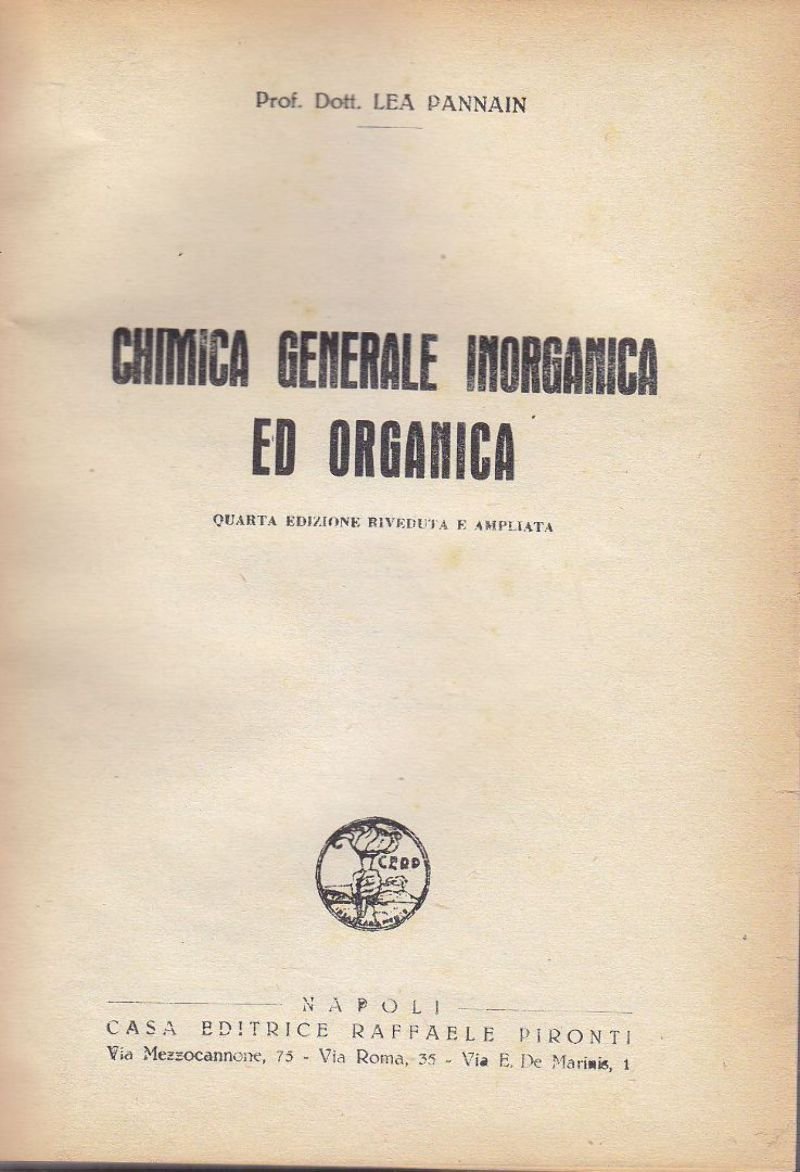 Prof. Dott. LEA PANNAIN
CHIMICA GENERALE INORGANICA
ED ORGANICA
QUARTA EDIZIONE RIVEDUTA E AMPLIATA
CERP
NAPOLI
CASA EDITRICE RAFFAELE PIRONTI
Via Mezzocannone, 75 - Via Roma, 35 - Via E. De Marinis, 1